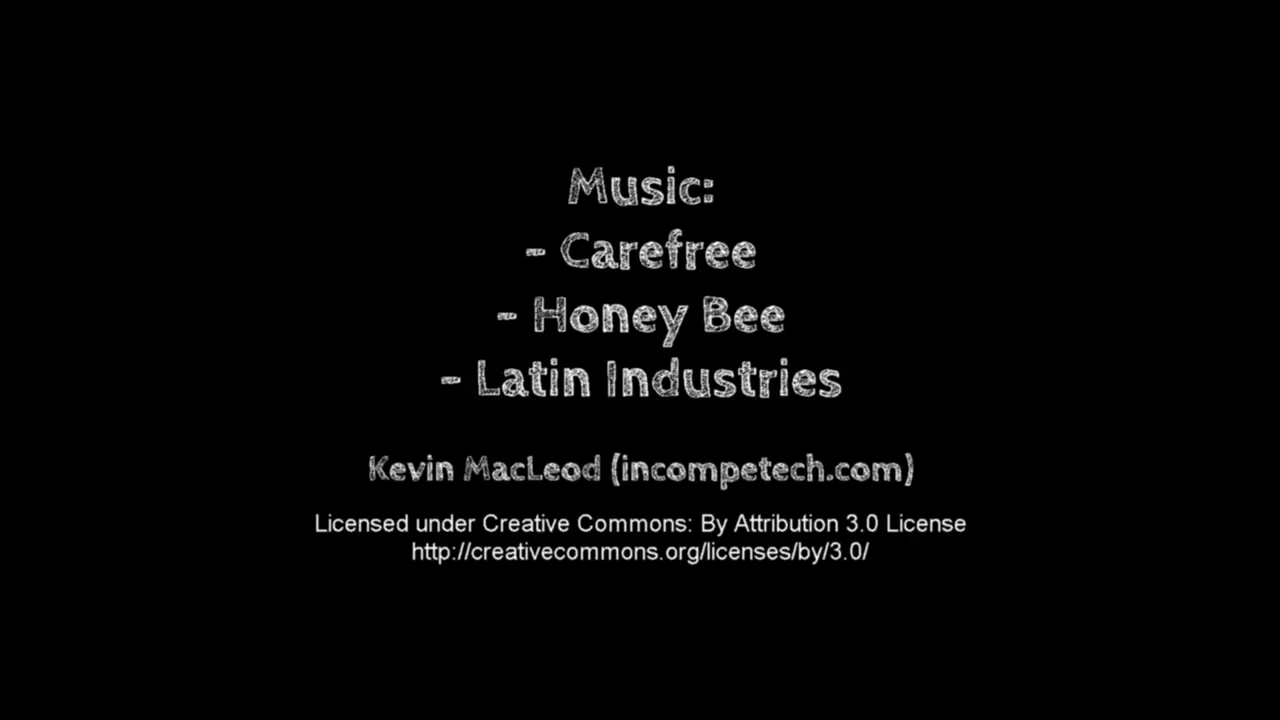 Music:
- Carefree
- Honey Bee
- Latin Industries
Kevin MacLeod (incompetech.com)
Licensed under Creative Commons: By Attribution 3.0 License
http://creativecommons.org/licenses/by/3.0/